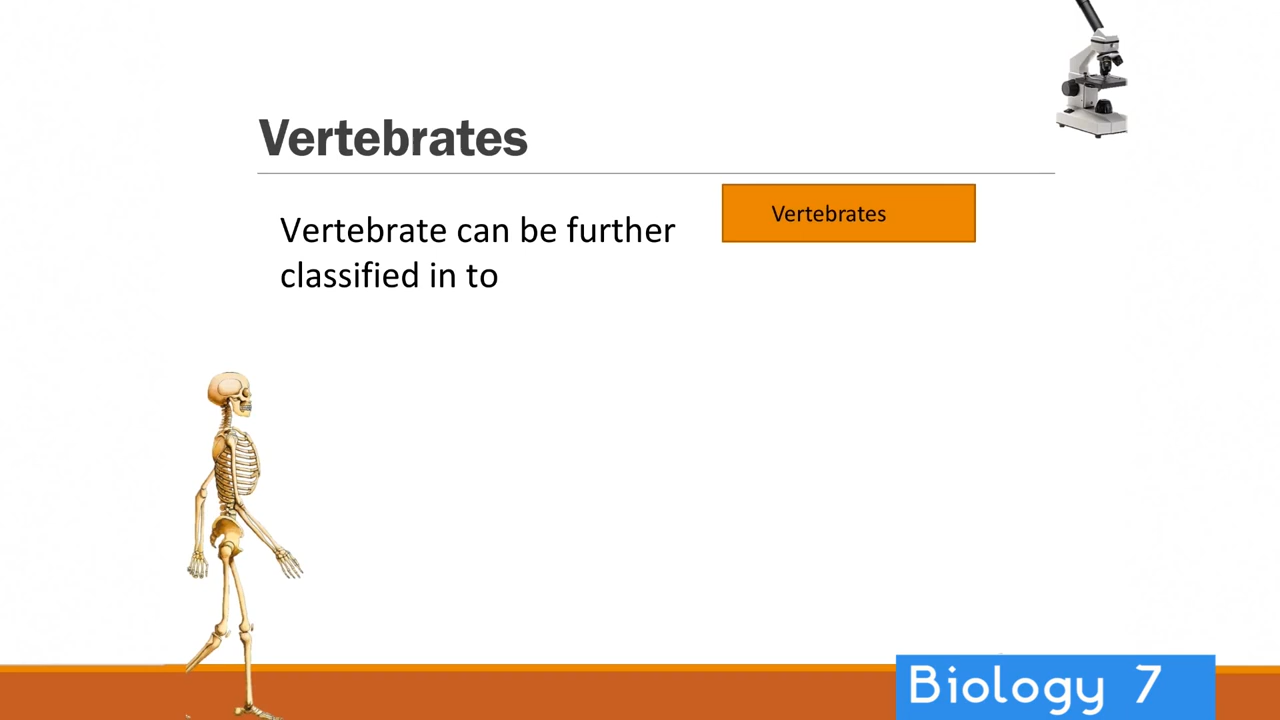 Vertebrates
Vertebrate can be further
classified in to
Vertebrates
Biology 7